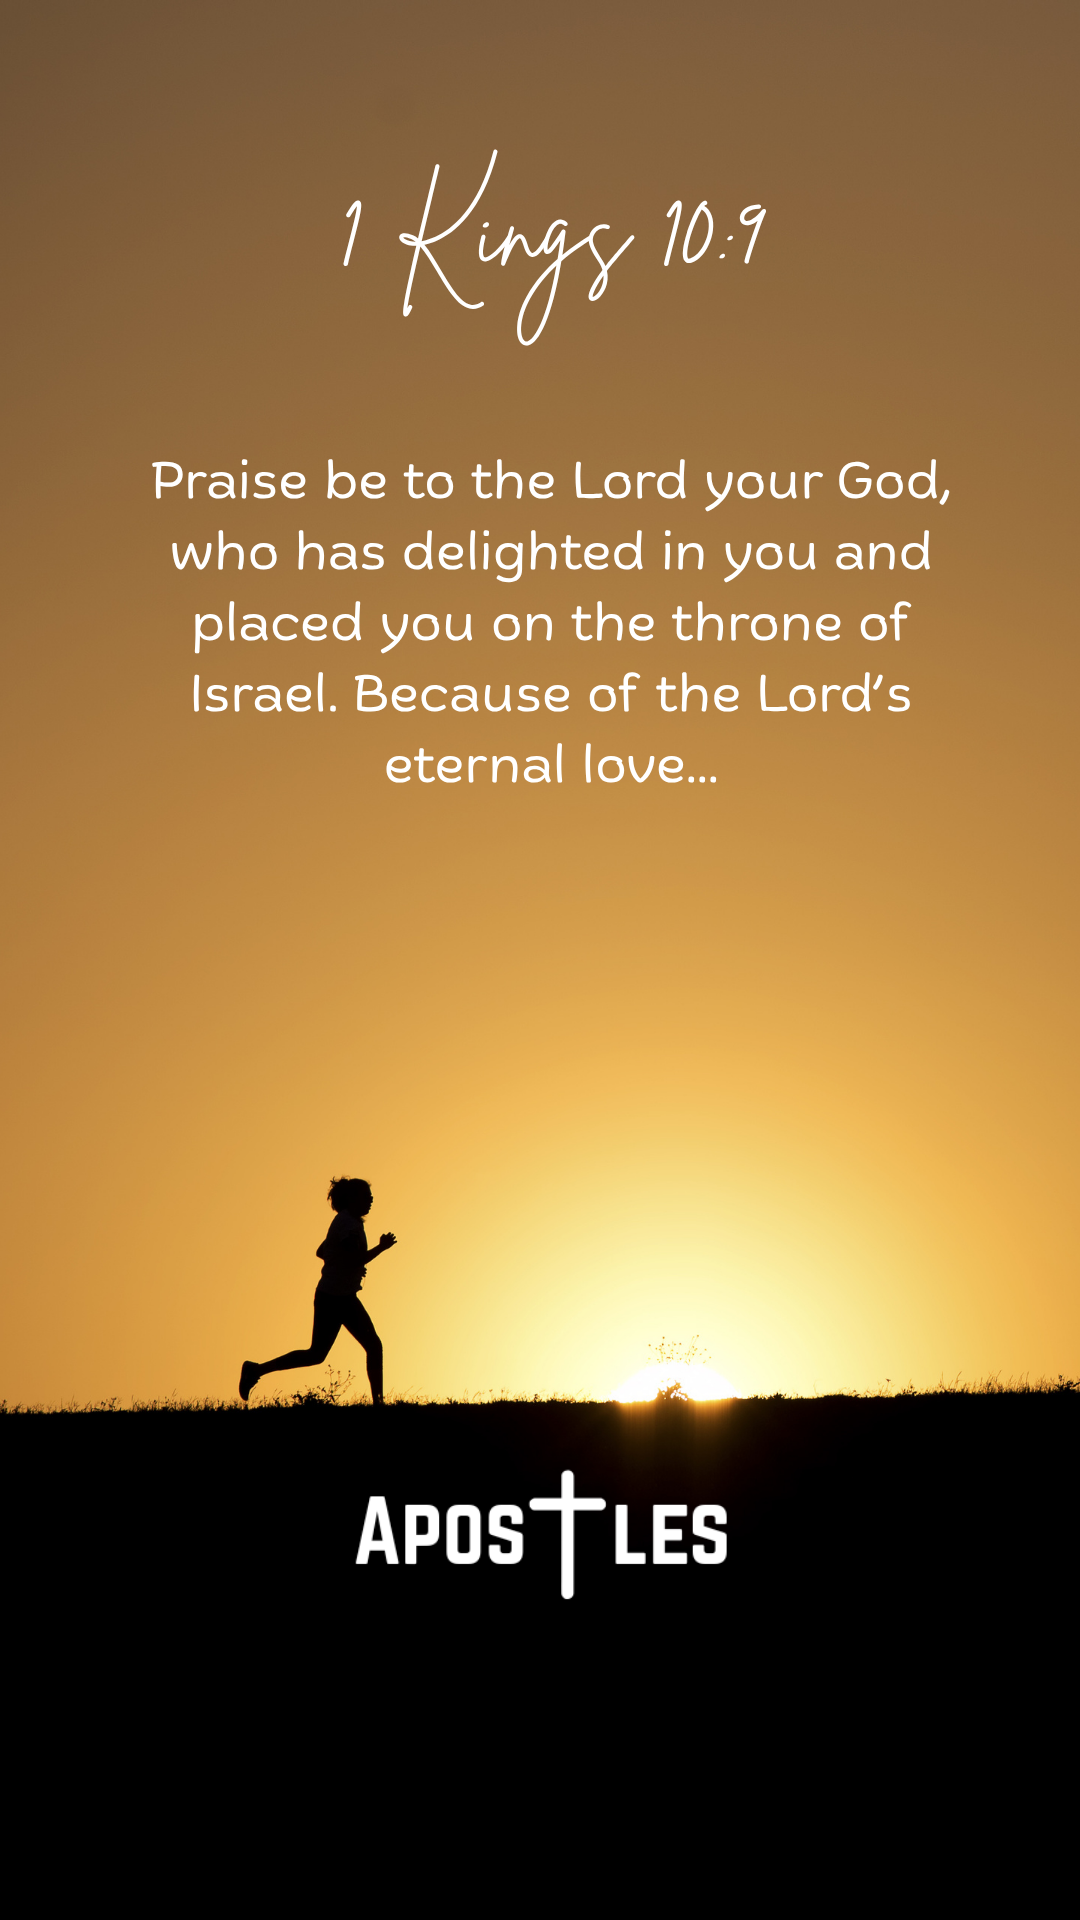 1 Kings 10:9
Praise be to the Lord your God,
who has delighted in you and
placed you on the throne of
Israel. Because of the Lord's
eternal love...
APOSTLES